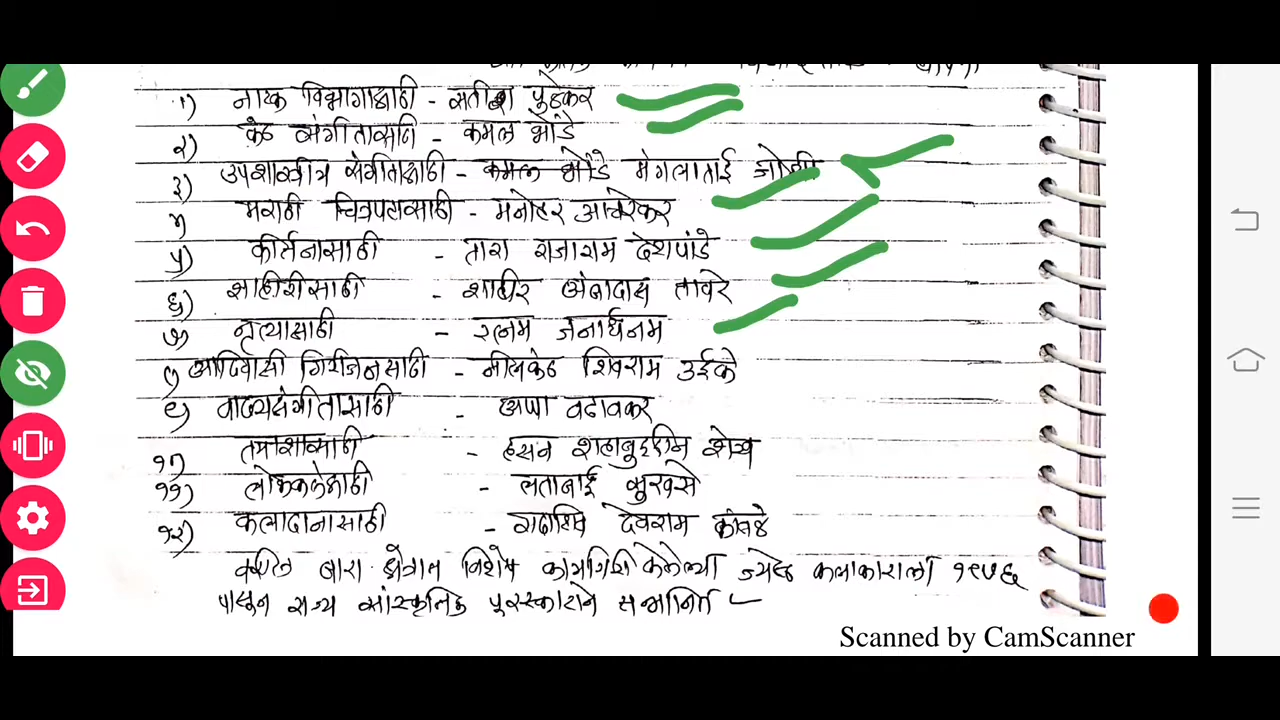 १) नाटक विभागासाठी - सतीश पुळेकर
२) कंठ संगीतासाठी - कमल भोंडे
३) उपशास्त्रीय संगीतासाठी - कमल भोंडे मंगलाताई जोशी
४) मराठी चित्रपटासाठी - मनोहर आचरेकर
५) कीर्तनासाठी - तारा राजाराम देशपांडे
६) शाहीरीसाठी - शाहीर अंबादास तावरे
७) नृत्यासाठी - रत्नम जनार्धनम
८) आदिवासी गिरीजनसाठी - नीलकंठ शिवराम उईके
९) वाद्यसंगीतासाठी - अप्पा वढावकर
१०) तमाशासाठी - हसन शहाबुद्दीन शेख
११) लोककलेसाठी - लताबाई सुरवसे
१२) कलादानासाठी - देवराम कांबळे
वरील बारा क्षेत्रात विशेष कामगिरी केलेल्या ज्येष्ठ कलाकाराला १९७६
पासून राज्य सांस्कृतिक पुरस्काराने सन्मानित
Scanned by CamScanner